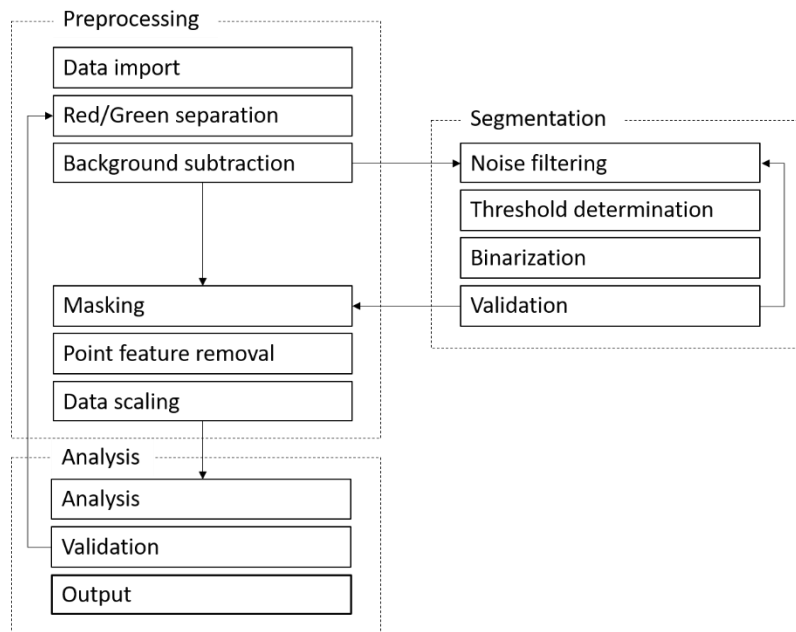 Preprocessing
Data import
Red/Green separation
Background subtraction
Masking
Point feature removal
Data scaling
Segmentation
Noise filtering
Threshold determination
Binarization
Validation
Analysis
Analysis
Validation
Output